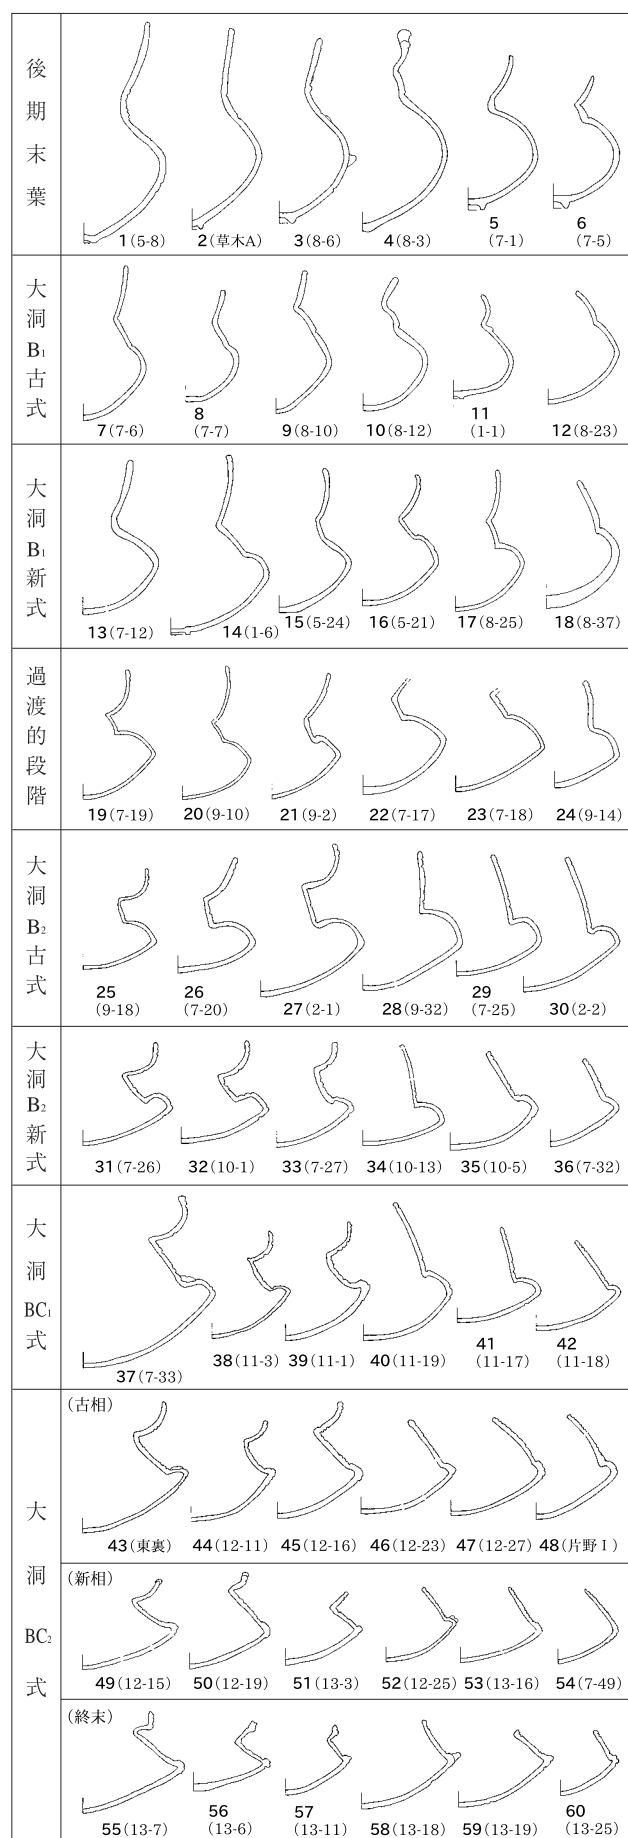 後期末葉
1(5-8) 2(草木A) 3(8-6) 4(8-3) 5(7-1) 6(7-5)
大洞B₁古式
7(7-6) 8(7-7) 9(8-10) 10(8-12) 11(1-1) 12(8-23)
大洞B₁新式
13(7-12) 14(1-6) 15(5-24) 16(5-21) 17(8-25) 18(8-37)
過渡的段階
19(7-19) 20(9-10) 21(9-2) 22(7-17) 23(7-18) 24(9-14)
大洞B₂古式
25(9-18) 26(7-20) 27(2-1) 28(9-32) 29(7-25) 30(2-2)
大洞B₂新式
31(7-26) 32(10-1) 33(7-27) 34(10-13) 35(10-5) 36(7-32)
大洞BC₁式
37(7-33) 38(11-3) 39(11-1) 40(11-19) 41(11-17) 42(11-18)
大洞BC₂式
(古相)
43(東裏) 44(12-11) 45(12-16) 46(12-23) 47(12-27) 48(片野Ⅰ)
(新相)
49(12-15) 50(12-19) 51(13-3) 52(12-25) 53(13-16) 54(7-49)
(終末)
55(13-7) 56(13-6) 57(13-11) 58(13-18) 59(13-19) 60(13-25)